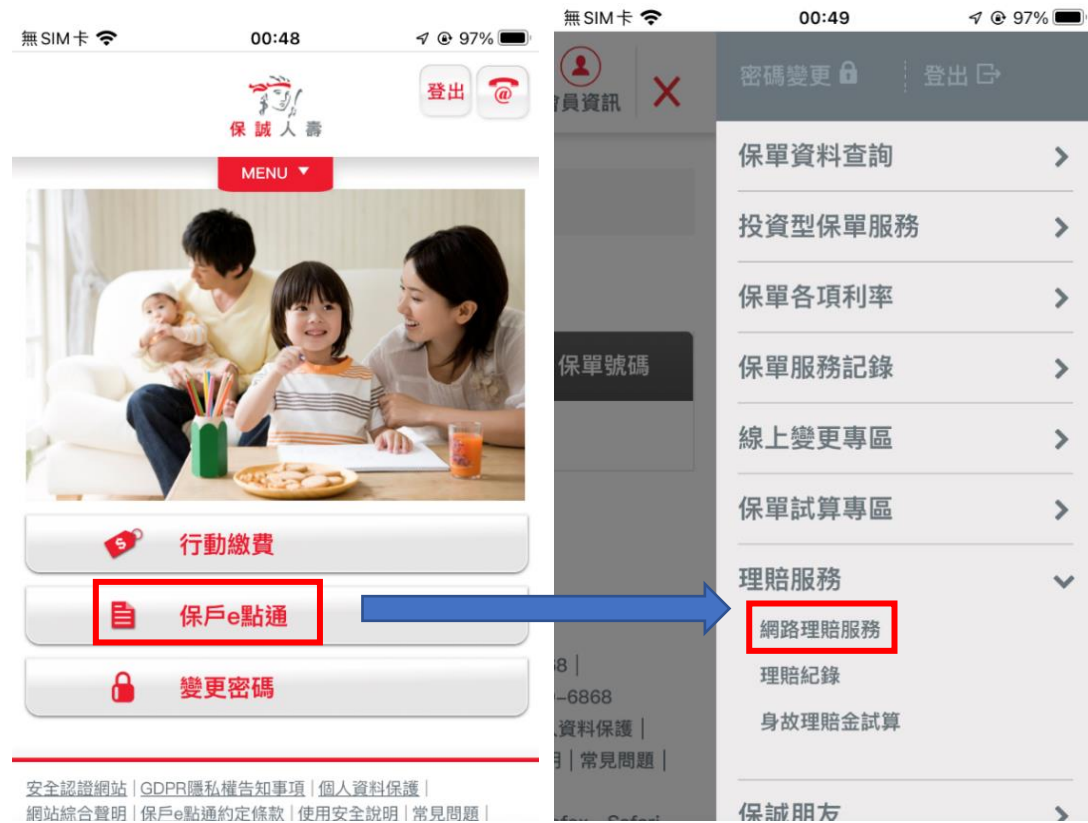 無SIM卡
00:48
97%
保誠人壽
登出
@
MENU ▼
行動繳費
保戶e點通
變更密碼
安全認證網站 | GDPR隱私權告知事項 | 個人資料保護 |
網站綜合聲明 | 保戶e點通約定條款 | 使用安全說明 | 常見問題 |
無SIM卡
00:49
97%
會員資訊
密碼變更
登出
保單號碼
保單資料查詢
投資型保單服務
保單各項利率
保單服務記錄
線上變更專區
保單試算專區
理賠服務
網路理賠服務
理賠紀錄
身故理賠金試算
保誠朋友
8 |
-6868
人資料保護 |
| 常見問題 |
Safari